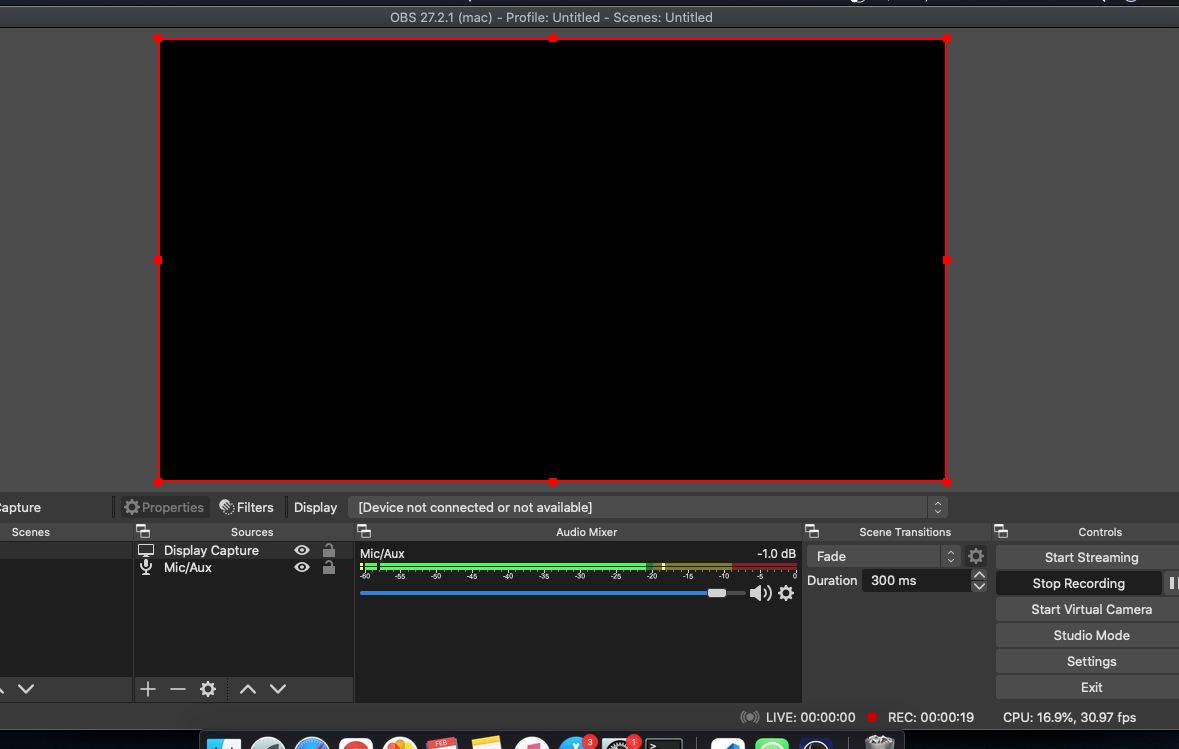 OBS 27.2.1 (mac) - Profile: Untitled - Scenes: Untitled
apture
Properties
Filters
Display
[Device not connected or not available]
Scenes
Sources
Audio Mixer
Scene Transitions
Controls
Display Capture
Mic/Aux
Mic/Aux
-1.0 dB
-60 -55 -50 -45 -40 -35 -30 -25 -20 -15 -10 -5 0
Fade
Duration
300 ms
Start Streaming
Stop Recording
Start Virtual Camera
Studio Mode
Settings
Exit
LIVE: 00:00:00
REC: 00:00:19
CPU: 16.9%, 30.97 fps
FEB
3
1